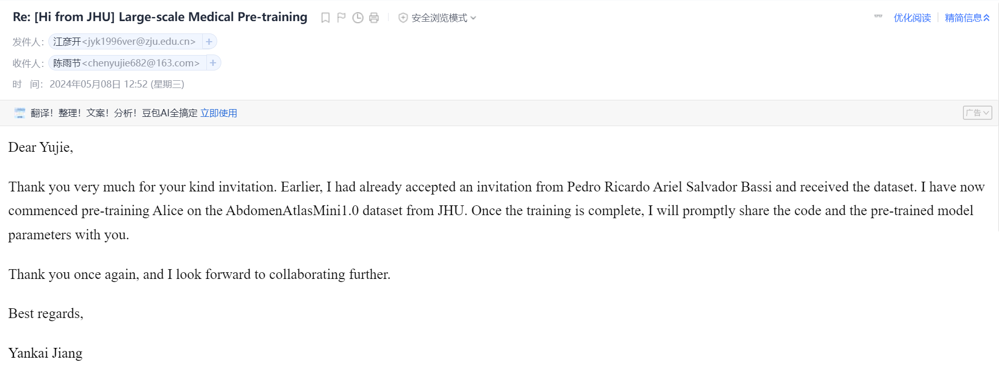 Re: [Hi from JHU] Large-scale Medical Pre-training 安全浏览模式 优化阅读 精简信息
发件人： 江彦开<jyk1996ver@zju.edu.cn> +
收件人： 陈雨节<chenyujie682@163.com> +
时 间： 2024年05月08日 12:52 (星期三)
翻译！整理！文案！分析！豆包AI全搞定 立即使用 广告
Dear Yujie,
Thank you very much for your kind invitation. Earlier, I had already accepted an invitation from Pedro Ricardo Ariel Salvador Bassi and received the dataset. I have now
commenced pre-training Alice on the AbdomenAtlasMini1.0 dataset from JHU. Once the training is complete, I will promptly share the code and the pre-trained model
parameters with you.
Thank you once again, and I look forward to collaborating further.
Best regards,
Yankai Jiang